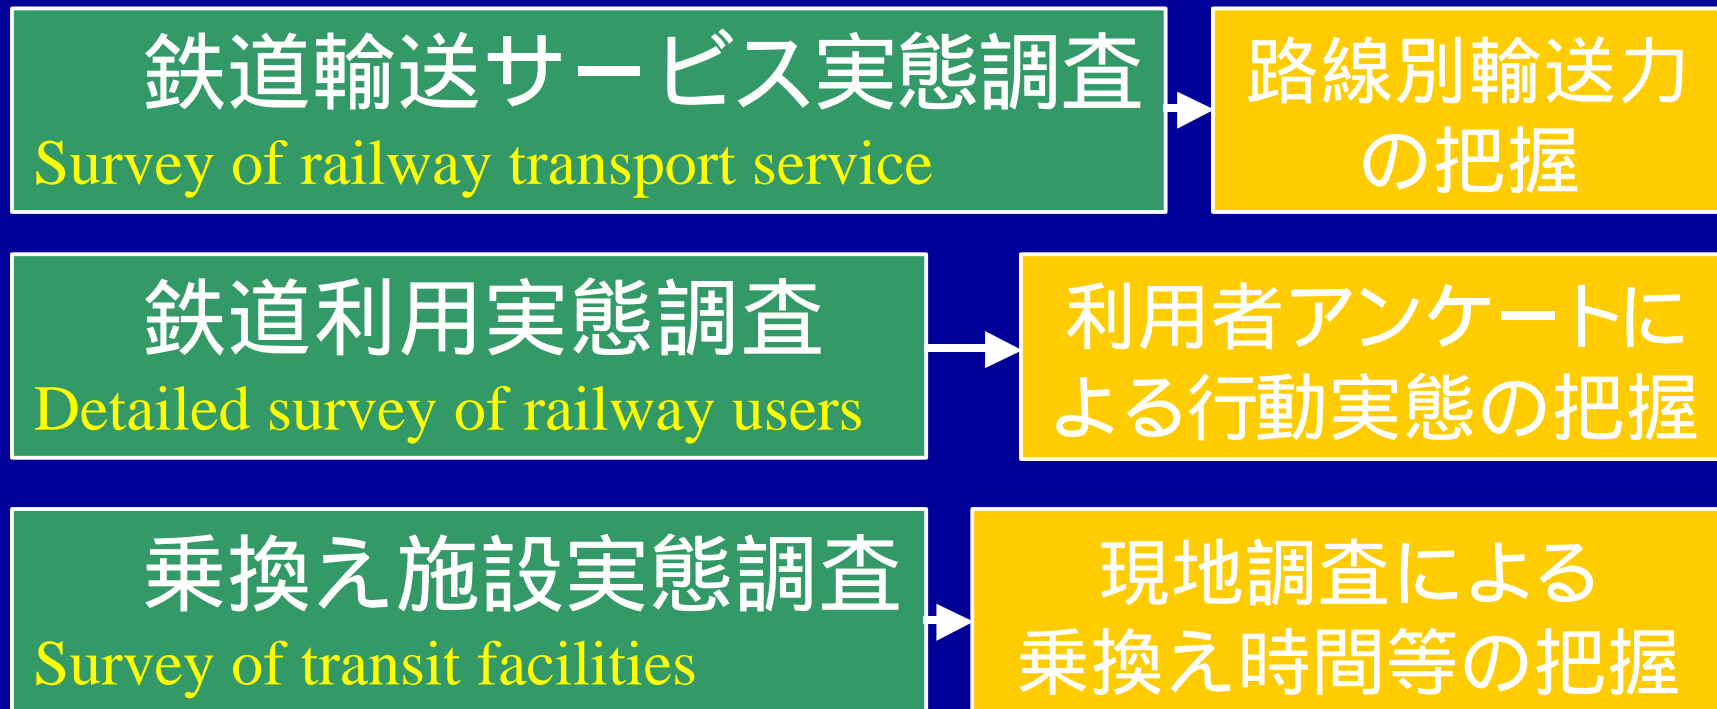 鉄道輸送サービス実態調査
Survey of railway transport service
路線別輸送力
の把握
鉄道利用実態調査
Detailed survey of railway users
利用者アンケートに
よる行動実態の把握
乗換え施設実態調査
Survey of transit facilities
現地調査による
乗換え時間等の把握